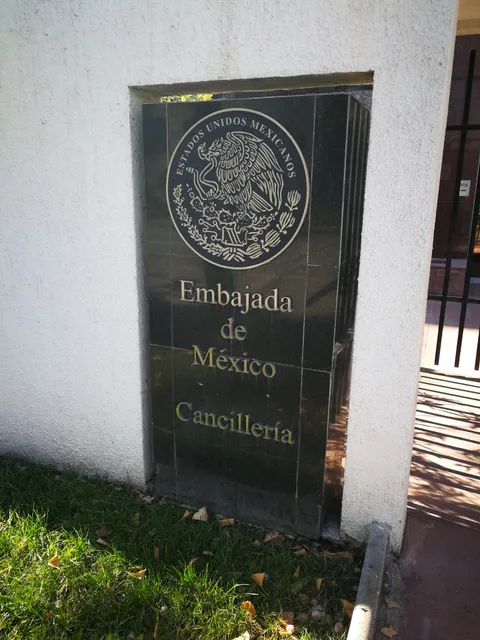 ESTADOS UNIDOS MEXICANOS
Embajada
de
México
Cancillería